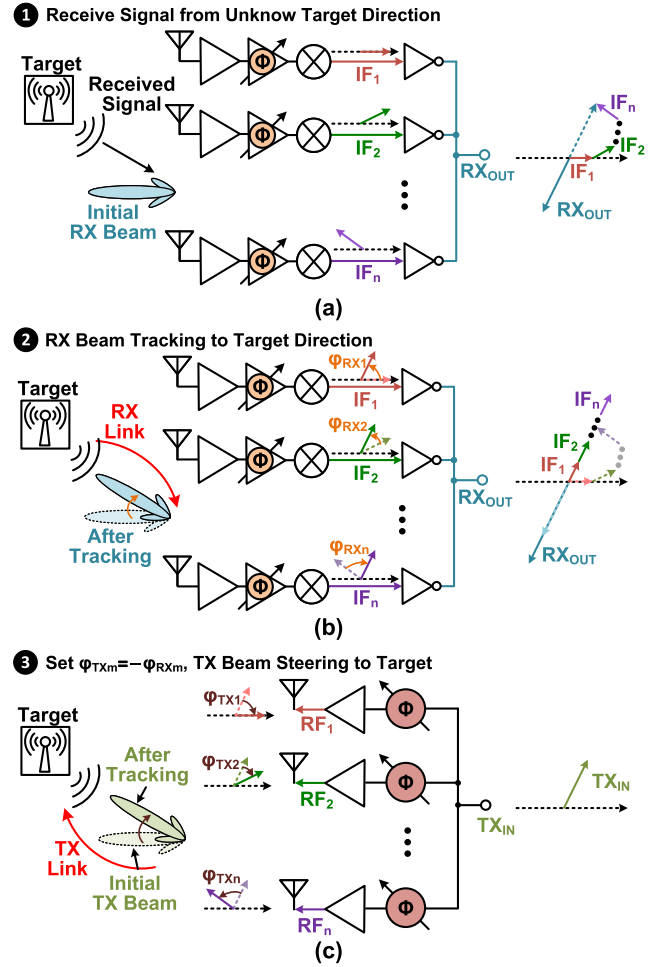 1 Receive Signal from Unknow Target Direction
Target
Received
Signal
Initial
RX Beam
Φ
IF1
Φ
IF2
Φ
IFn
RXOUT
IFn
IF2
IF1
RXOUT
(a)
2 RX Beam Tracking to Target Direction
Target
RX
Link
After
Tracking
Φ
φRX1
IF1
Φ
φRX2
IF2
Φ
φRXn
IFn
RXOUT
IFn
IF2
IF1
RXOUT
(b)
3 Set φTXm=−φRXm, TX Beam Steering to Target
Target
After
Tracking
TX
Link
Initial
TX Beam
φTX1
RF1
Φ
φTX2
RF2
Φ
φTXn
RFn
Φ
TXIN
TXIN
(c)